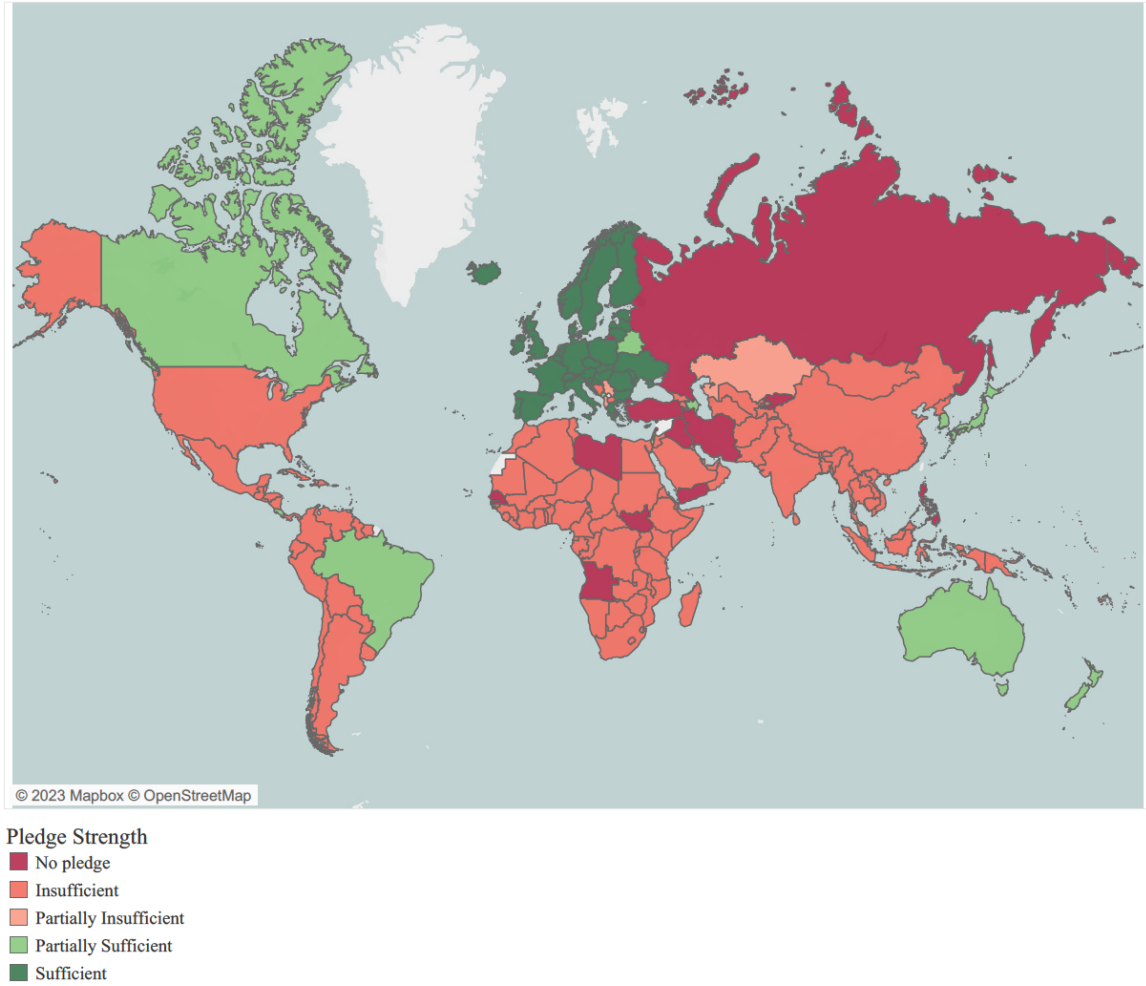 © 2023 Mapbox © OpenStreetMap
Pledge Strength
No pledge
Insufficient
Partially Insufficient
Partially Sufficient
Sufficient